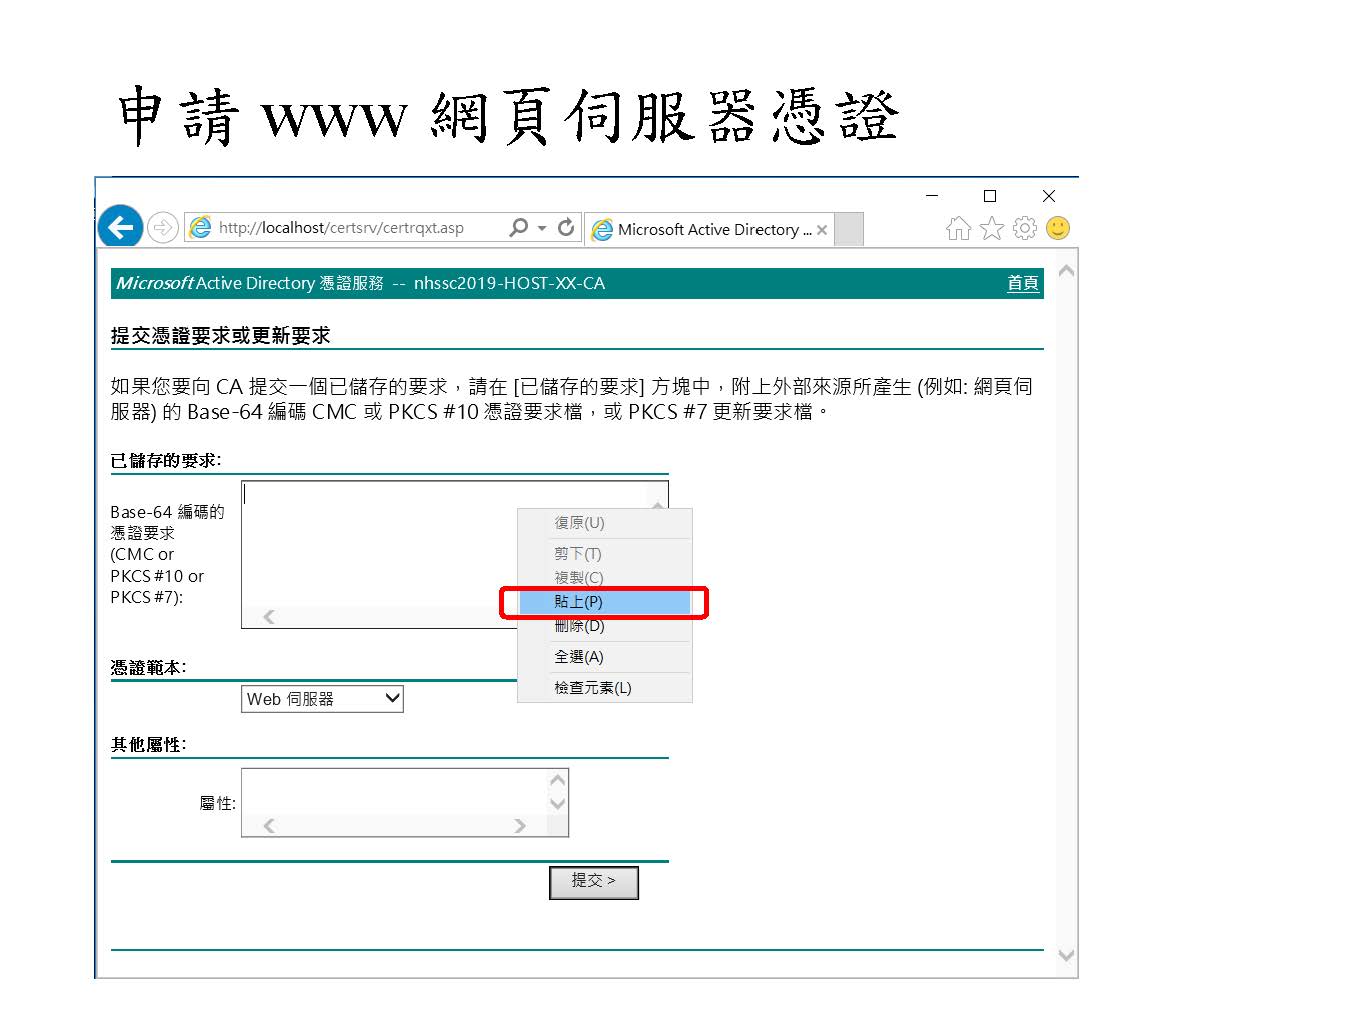 申請 www 網頁伺服器憑證
http://localhost/certsrv/certrqxt.asp
Microsoft Active Directory ...
Microsoft Active Directory 憑證服務 -- nhssc2019-HOST-XX-CA
首頁
提交憑證要求或更新要求
如果您要向 CA 提交一個已儲存的要求，請在 [已儲存的要求] 方塊中，附上外部來源所產生 (例如: 網頁伺
服器) 的 Base-64 編碼 CMC 或 PKCS #10 憑證要求檔，或 PKCS #7 更新要求檔。
已儲存的要求:
Base-64 編碼的
憑證要求
(CMC or
PKCS #10 or
PKCS #7):
復原(U)
剪下(T)
複製(C)
貼上(P)
刪除(D)
全選(A)
檢查元素(L)
憑證範本:
Web 伺服器
其他屬性:
屬性:
提交 >